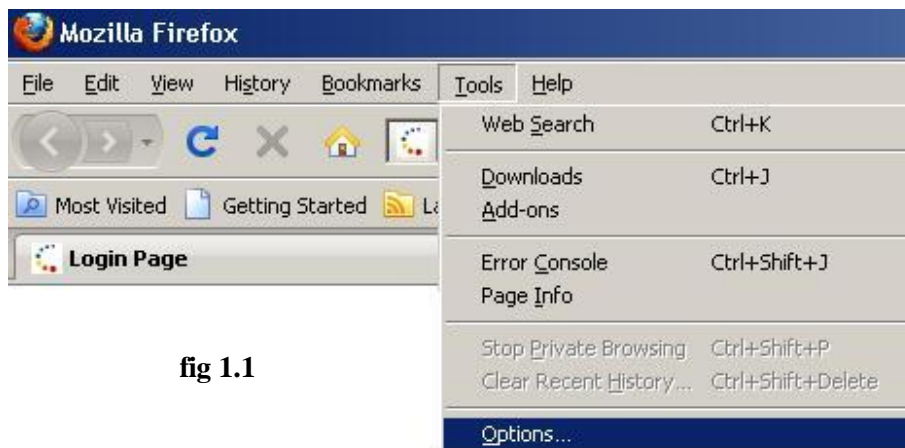 Mozilla Firefox
File Edit View History Bookmarks Tools Help
Web Search Ctrl+K
Downloads Ctrl+J
Add-ons
Most Visited Getting Started La
Login Page
Error Console Ctrl+Shift+J
Page Info
Stop Private Browsing Ctrl+Shift+P
Clear Recent History... Ctrl+Shift+Delete
Options...
fig 1.1